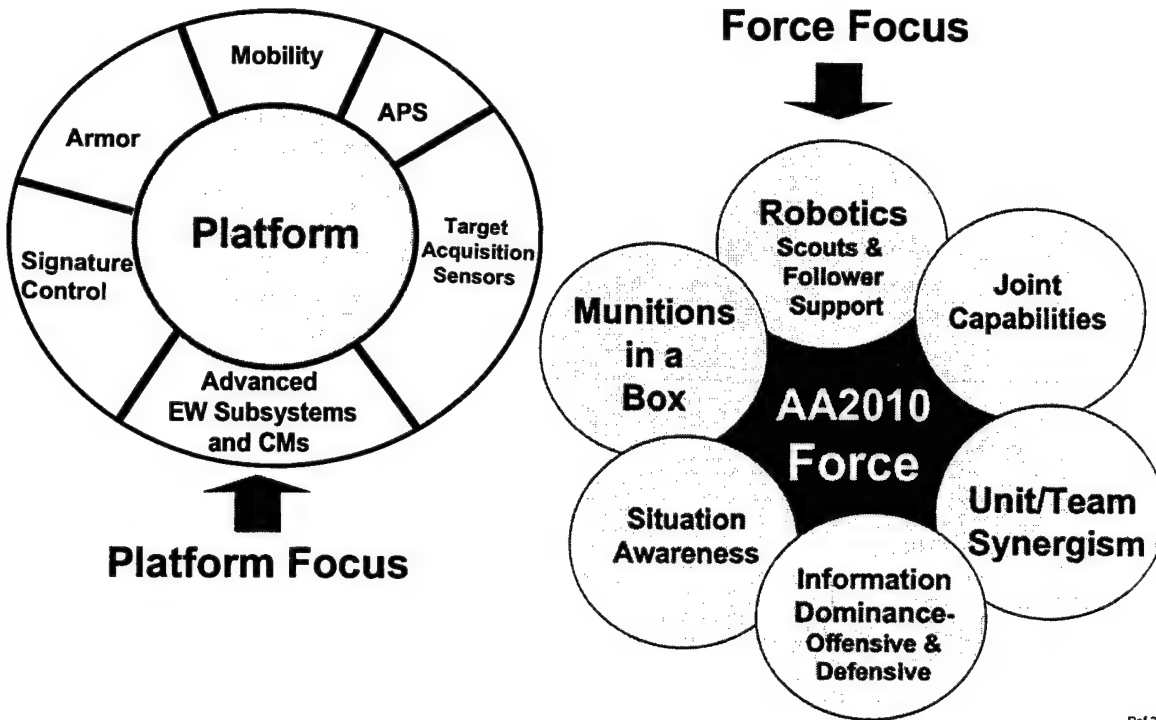 Mobility
APS
Armor
Platform
Target
Acquisition
Sensors
Signature
Control
Advanced
EW Subsystems
and CMs
Platform Focus
Force Focus
Robotics
Scouts &
Follower
Support
Joint
Capabilities
Munitions
in a
Box
AA2010
Force
Unit/Team
Synergism
Situation
Awareness
Information
Dominance-
Offensive &
Defensive